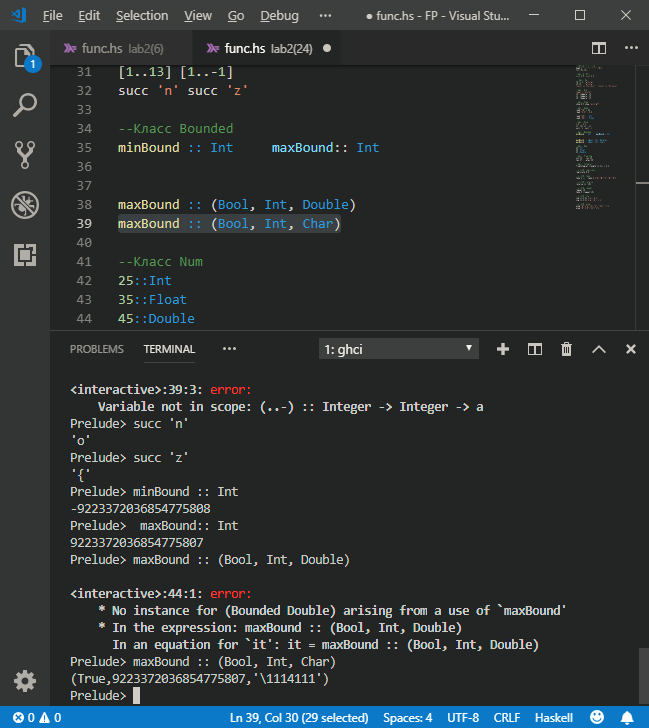 File Edit Selection View Go Debug ··· ● func.hs - FP - Visual Stu...
func.hs lab2(6) func.hs lab2(24) ●
1
31 [1..13] [1..-1]
32 succ 'n' succ 'z'
33
34 --Класс Bounded
35 minBound :: Int     maxBound:: Int
36
37
38 maxBound :: (Bool, Int, Double)
39 maxBound :: (Bool, Int, Char)
40
41 --Класс Num
42 25::Int
43 35::Float
44 45::Double
PROBLEMS TERMINAL ··· 1: ghci
<interactive>:39:3: error:
    Variable not in scope: (..-) :: Integer -> Integer -> a
Prelude> succ 'n'
'o'
Prelude> succ 'z'
'{'
Prelude> minBound :: Int
-9223372036854775808
Prelude>  maxBound:: Int
9223372036854775807
Prelude> maxBound :: (Bool, Int, Double)
<interactive>:44:1: error:
    * No instance for (Bounded Double) arising from a use of `maxBound'
    * In the expression: maxBound :: (Bool, Int, Double)
      In an equation for `it': it = maxBound :: (Bool, Int, Double)
Prelude> maxBound :: (Bool, Int, Char)
(True,9223372036854775807,'\1114111')
Prelude>
0 0 Ln 39, Col 30 (29 selected) Spaces: 4 UTF-8 CRLF Haskell